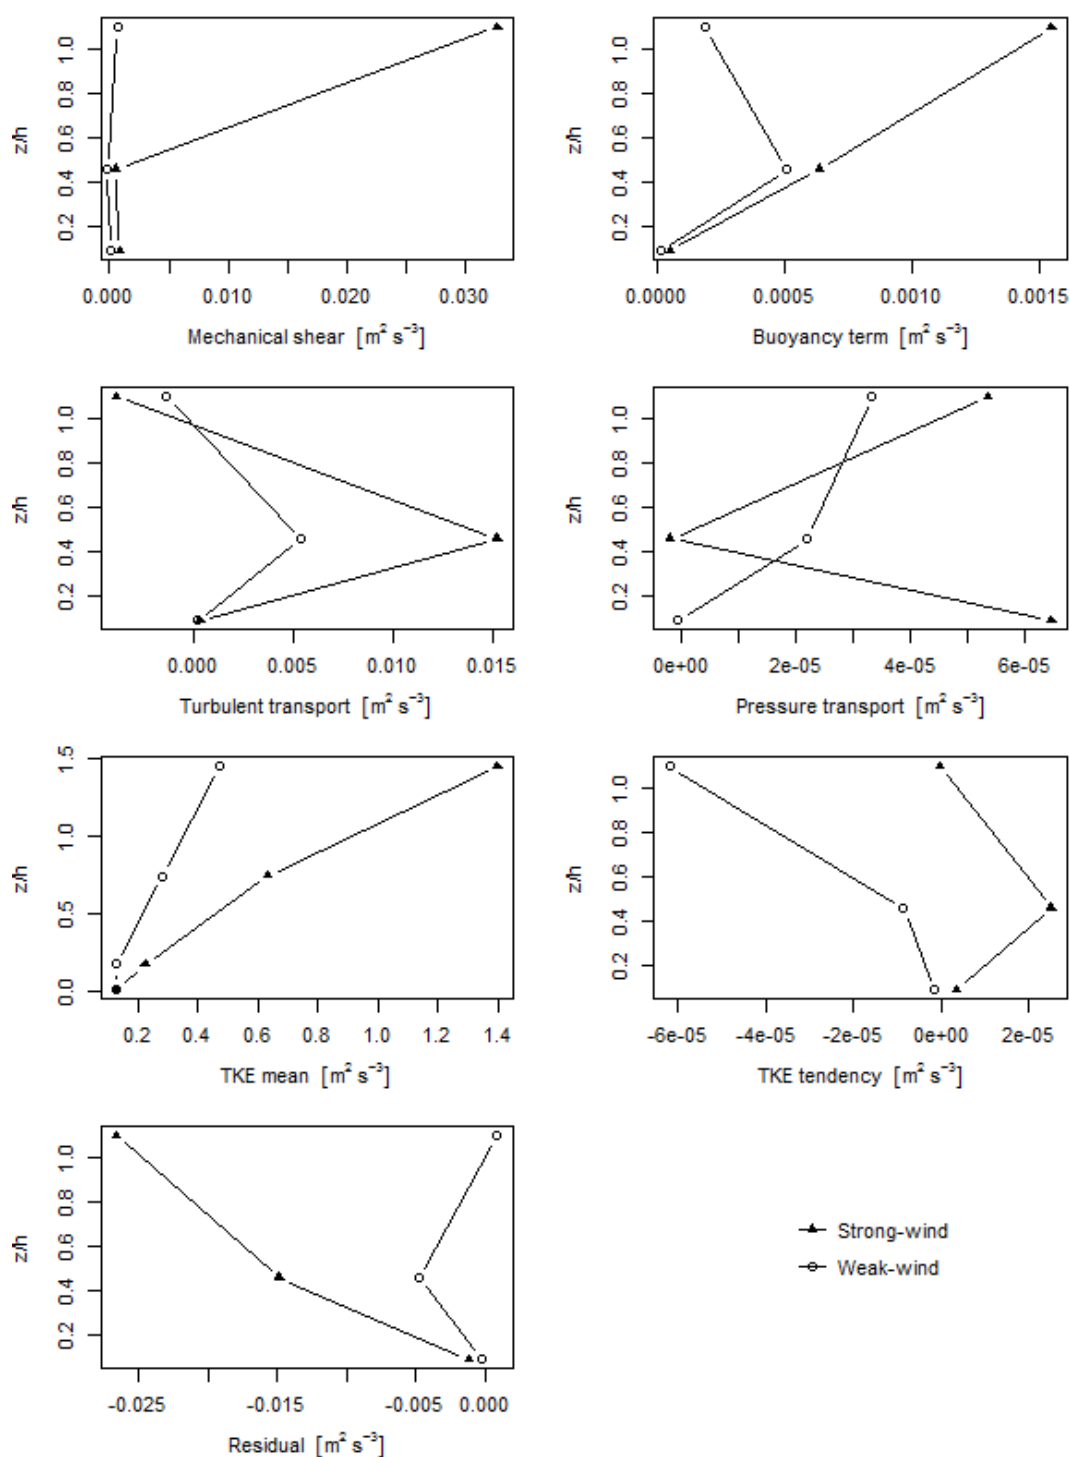 z/h
0.2 0.4 0.6 0.8 1.0
0.000 0.010 0.020 0.030
Mechanical shear [m² s⁻³]
z/h
0.2 0.4 0.6 0.8 1.0
0.0000 0.0005 0.0010 0.0015
Buoyancy term [m² s⁻³]
z/h
0.2 0.4 0.6 0.8 1.0
0.000 0.005 0.010 0.015
Turbulent transport [m² s⁻³]
z/h
0.2 0.4 0.6 0.8 1.0
0e+00 2e-05 4e-05 6e-05
Pressure transport [m² s⁻³]
z/h
0.0 0.5 1.0 1.5
0.2 0.4 0.6 0.8 1.0 1.2 1.4
TKE mean [m² s⁻³]
z/h
0.2 0.4 0.6 0.8 1.0
-6e-05 -4e-05 -2e-05 0e+00 2e-05
TKE tendency [m² s⁻³]
z/h
0.2 0.4 0.6 0.8 1.0
-0.025 -0.015 -0.005 0.000
Residual [m² s⁻³]
Strong-wind
Weak-wind